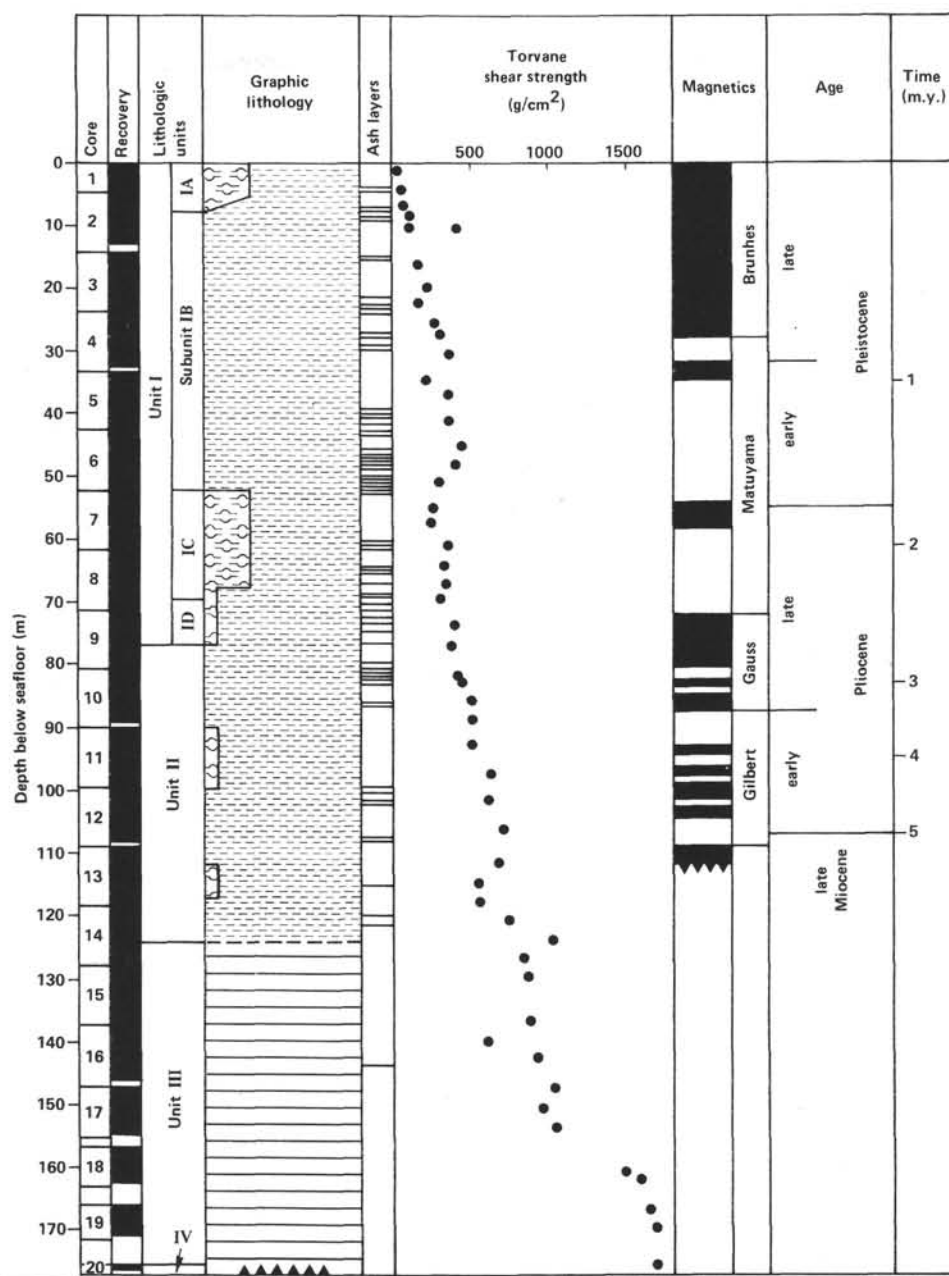 Depth below seafloor (m)
Core
Recovery
Lithologic
units
Graphic
lithology
Ash layers
Torvane
shear strength
(g/cm2)
Magnetics
Age
Time
(m.y.)
500
1000
1500
0
10
20
30
40
50
60
70
80
90
100
110
120
130
140
150
160
170
1
2
3
4
5
6
7
8
9
10
11
12
13
14
15
16
17
18
19
20
Unit I
IA
Subunit IB
IC
ID
Unit II
Unit III
IV
Brunhes
Matuyama
Gauss
Gilbert
late
early
Pleistocene
late
early
Pliocene
late
Miocene
1
2
3
4
5